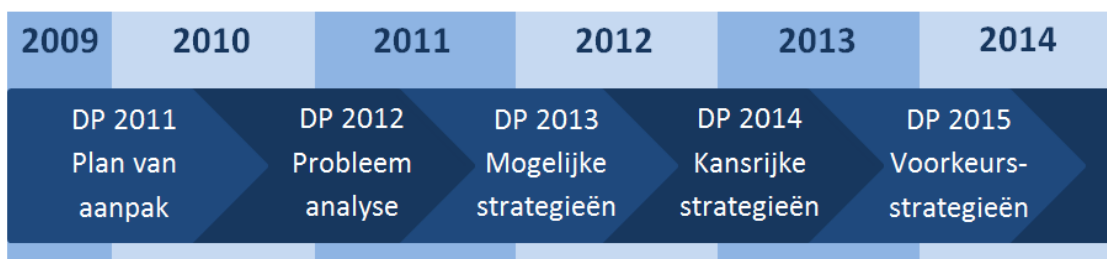 2009 2010 2011 2012 2013 2014
DP 2011
Plan van
aanpak
DP 2012
Probleem
analyse
DP 2013
Mogelijke
strategieën
DP 2014
Kansrijke
strategieën
DP 2015
Voorkeurs-
strategieën